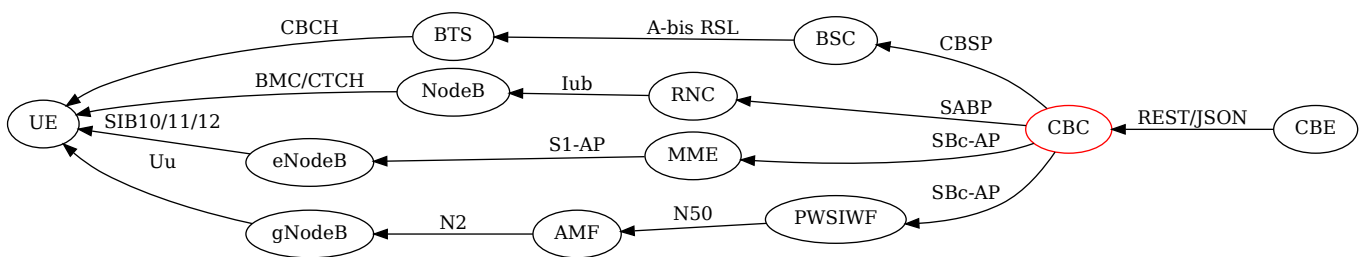 CBCH
BTS
A-bis RSL
BSC
CBSP
BMC/CTCH
NodeB
Iub
RNC
SABP
UE
SIB10/11/12
CBC
REST/JSON
CBE
Uu
eNodeB
S1-AP
MME
SBc-AP
SBc-AP
gNodeB
N2
AMF
N50
PWSIWF